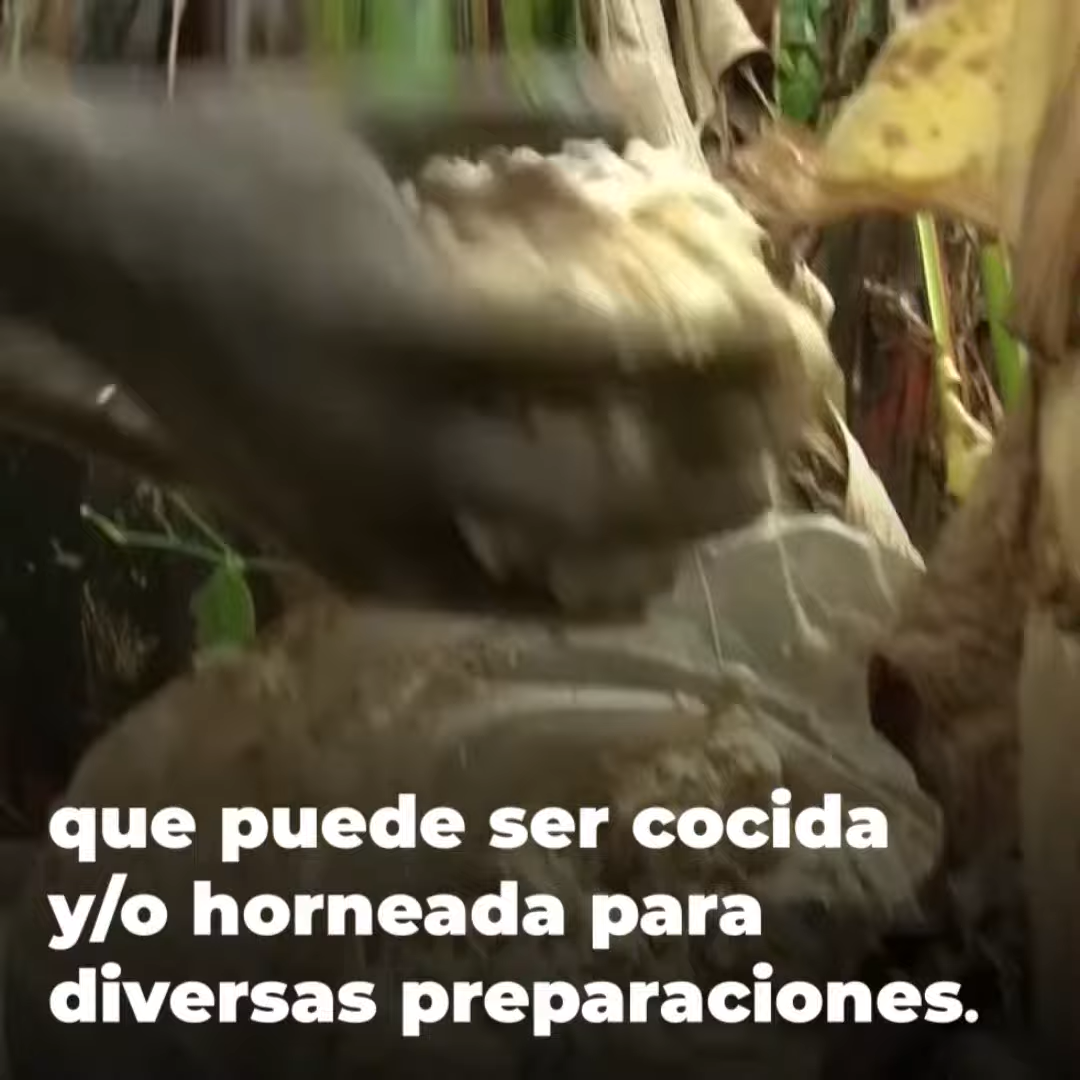 que puede ser cocida
y/o horneada para
diversas preparaciones.